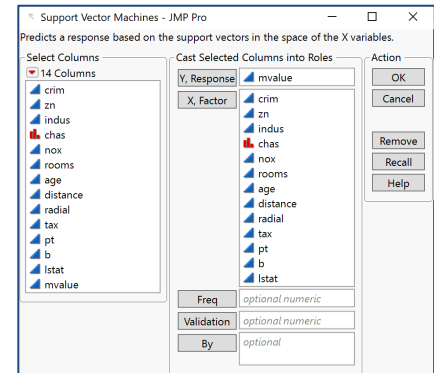 Support Vector Machines - JMP Pro
Predicts a response based on the support vectors in the space of the X variables.
Select Columns
14 Columns
crim
zn
indus
chas
nox
rooms
age
distance
radial
tax
pt
b
lstat
mvalue
Cast Selected Columns into Roles
Y, Response
mvalue
X, Factor
crim
zn
indus
chas
nox
rooms
age
distance
radial
tax
pt
b
lstat
Freq
optional numeric
Validation
optional numeric
By
optional
Action
OK
Cancel
Remove
Recall
Help